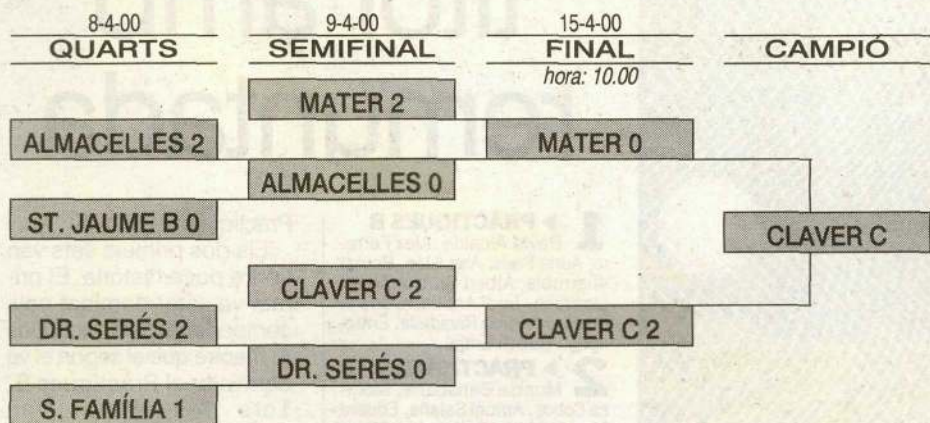 8-4-00
QUARTS
9-4-00
SEMIFINAL
15-4-00
FINAL
hora: 10.00
CAMPIÓ
MATER 2
ALMACELLES 2
MATER 0
ALMACELLES 0
ST. JAUME B 0
CLAVER C
CLAVER C 2
DR. SERÉS 2
CLAVER C 2
DR. SERÉS 0
S. FAMÍLIA 1